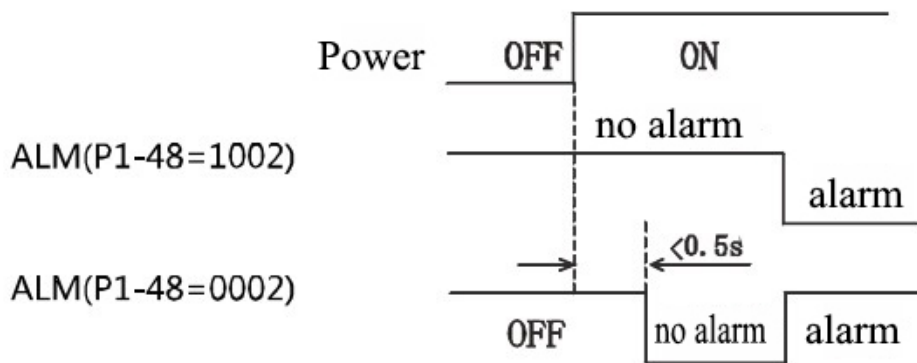 Power OFF ON
no alarm
ALM(P1-48=1002)
alarm
<0.5s
ALM(P1-48=0002)
OFF no alarm alarm